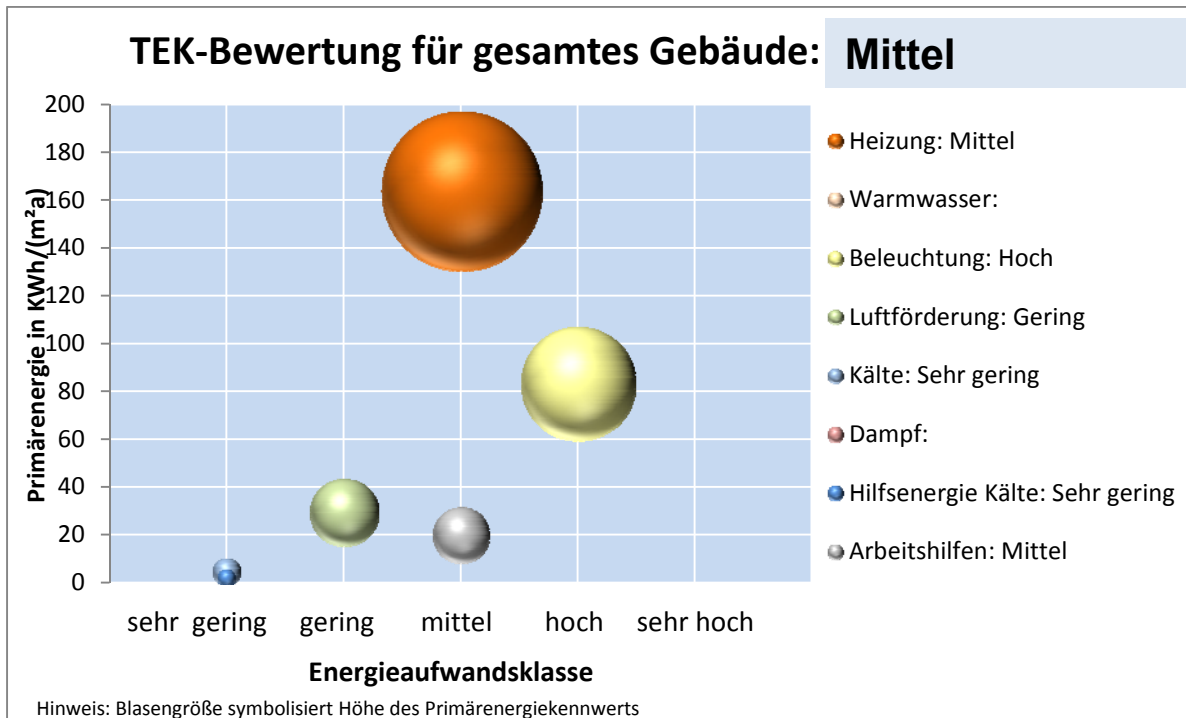 TEK-Bewertung für gesamtes Gebäude: Mittel
Primärenergie in KWh/(m²a)
200
180
160
140
120
100
80
60
40
20
0
sehr gering gering mittel hoch sehr hoch
Energieaufwandsklasse
Heizung: Mittel
Warmwasser:
Beleuchtung: Hoch
Luftförderung: Gering
Kälte: Sehr gering
Dampf:
Hilfsenergie Kälte: Sehr gering
Arbeitshilfen: Mittel
Hinweis: Blasengröße symbolisiert Höhe des Primärenergiekennwerts